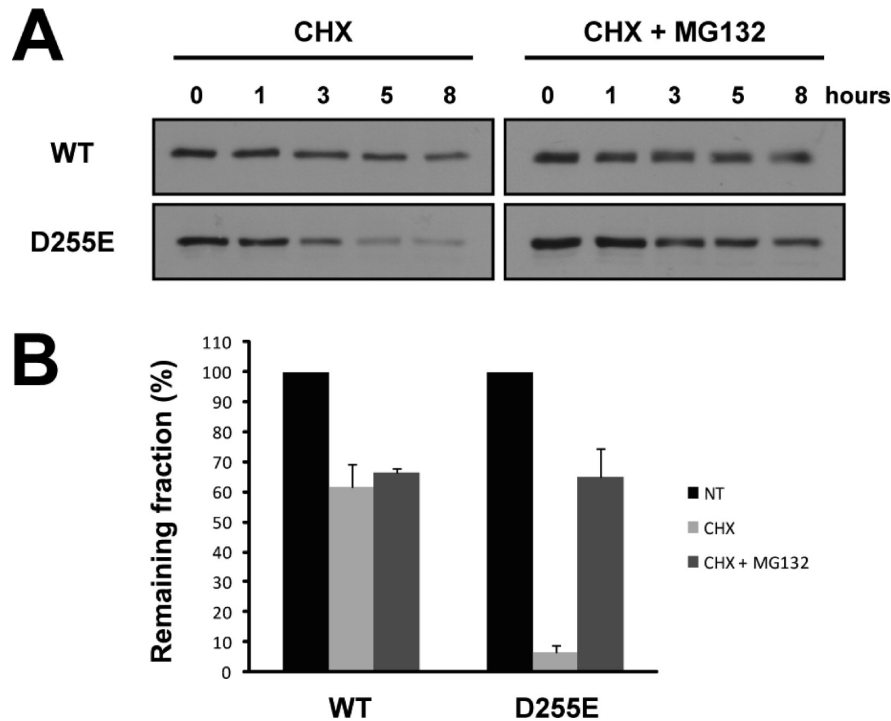 A
CHX CHX + MG132
0 1 3 5 8 0 1 3 5 8 hours
WT
D255E
B
Remaining fraction (%)
110
100
90
80
70
60
50
40
30
20
10
0
NT
CHX
CHX + MG132
WT D255E